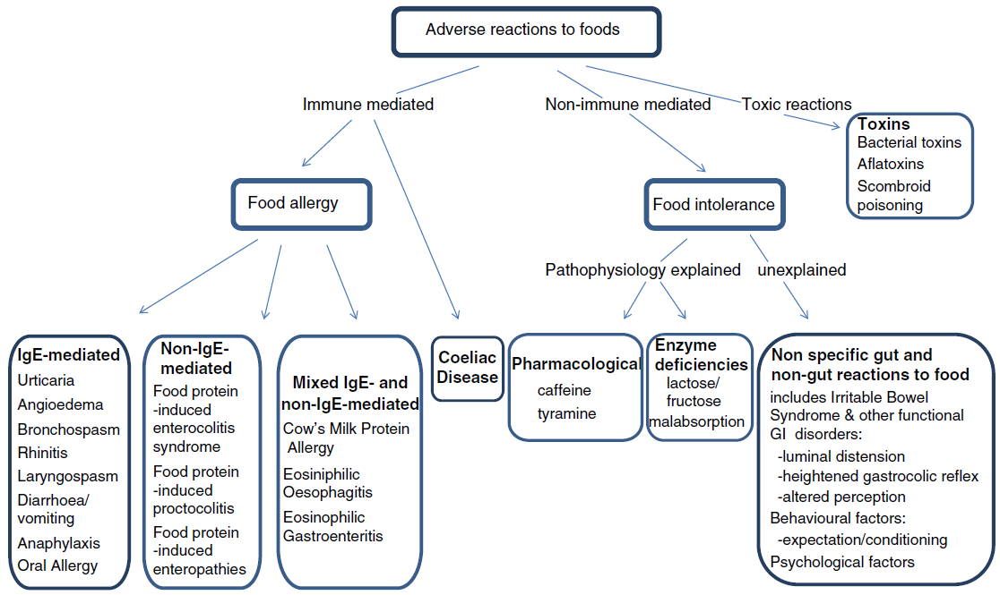 Adverse reactions to foods
Immune mediated
Non-immune mediated
Toxic reactions
Toxins
Bacterial toxins
Aflatoxins
Scombroid
poisoning
Food allergy
Food intolerance
Pathophysiology explained
unexplained
IgE-mediated
Urticaria
Angioedema
Bronchospasm
Rhinitis
Laryngospasm
Diarrhoea/
vomiting
Anaphylaxis
Oral Allergy
Non-IgE-
mediated
Food protein
-induced
enterocolitis
syndrome
Food protein
-induced
proctocolitis
Food protein
-induced
enteropathies
Mixed IgE- and
non-IgE-mediated
Cow's Milk Protein
Allergy
Eosiniphilic
Oesophagitis
Eosinophilic
Gastroenteritis
Coeliac
Disease
Pharmacological
caffeine
tyramine
Enzyme
deficiencies
lactose/
fructose
malabsorption
Non specific gut and
non-gut reactions to food
includes Irritable Bowel
Syndrome & other functional
GI disorders:
-luminal distension
-heightened gastrocolic reflex
-altered perception
Behavioural factors:
-expectation/conditioning
Psychological factors